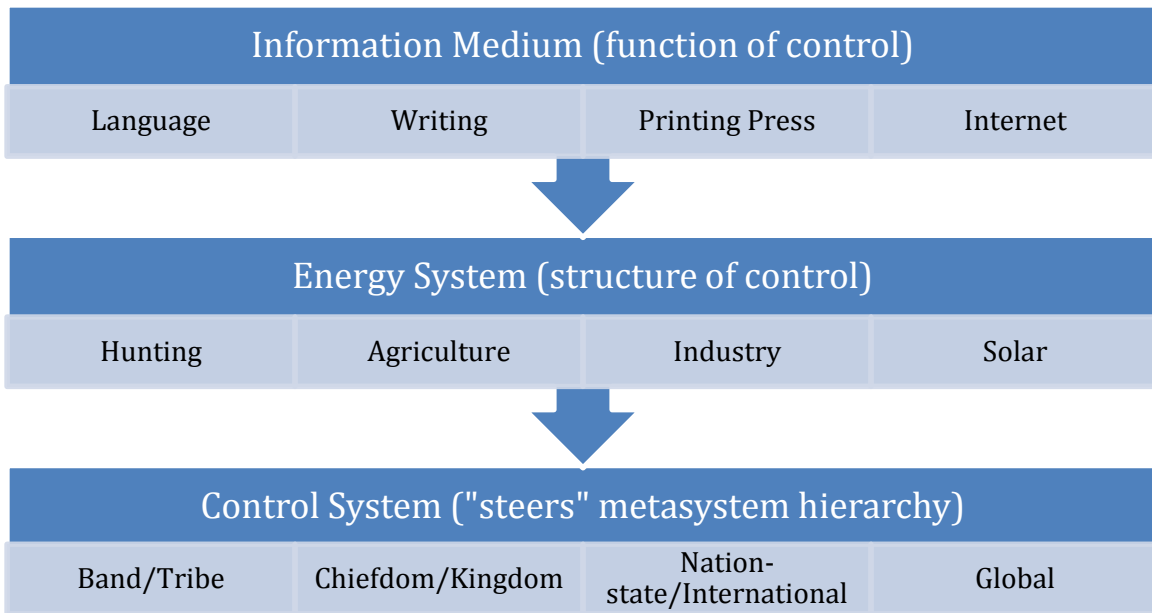 Information Medium (function of control)
Language Writing Printing Press Internet
Energy System (structure of control)
Hunting Agriculture Industry Solar
Control System ("steers" metasystem hierarchy)
Band/Tribe Chiefdom/Kingdom Nation-
state/International Global